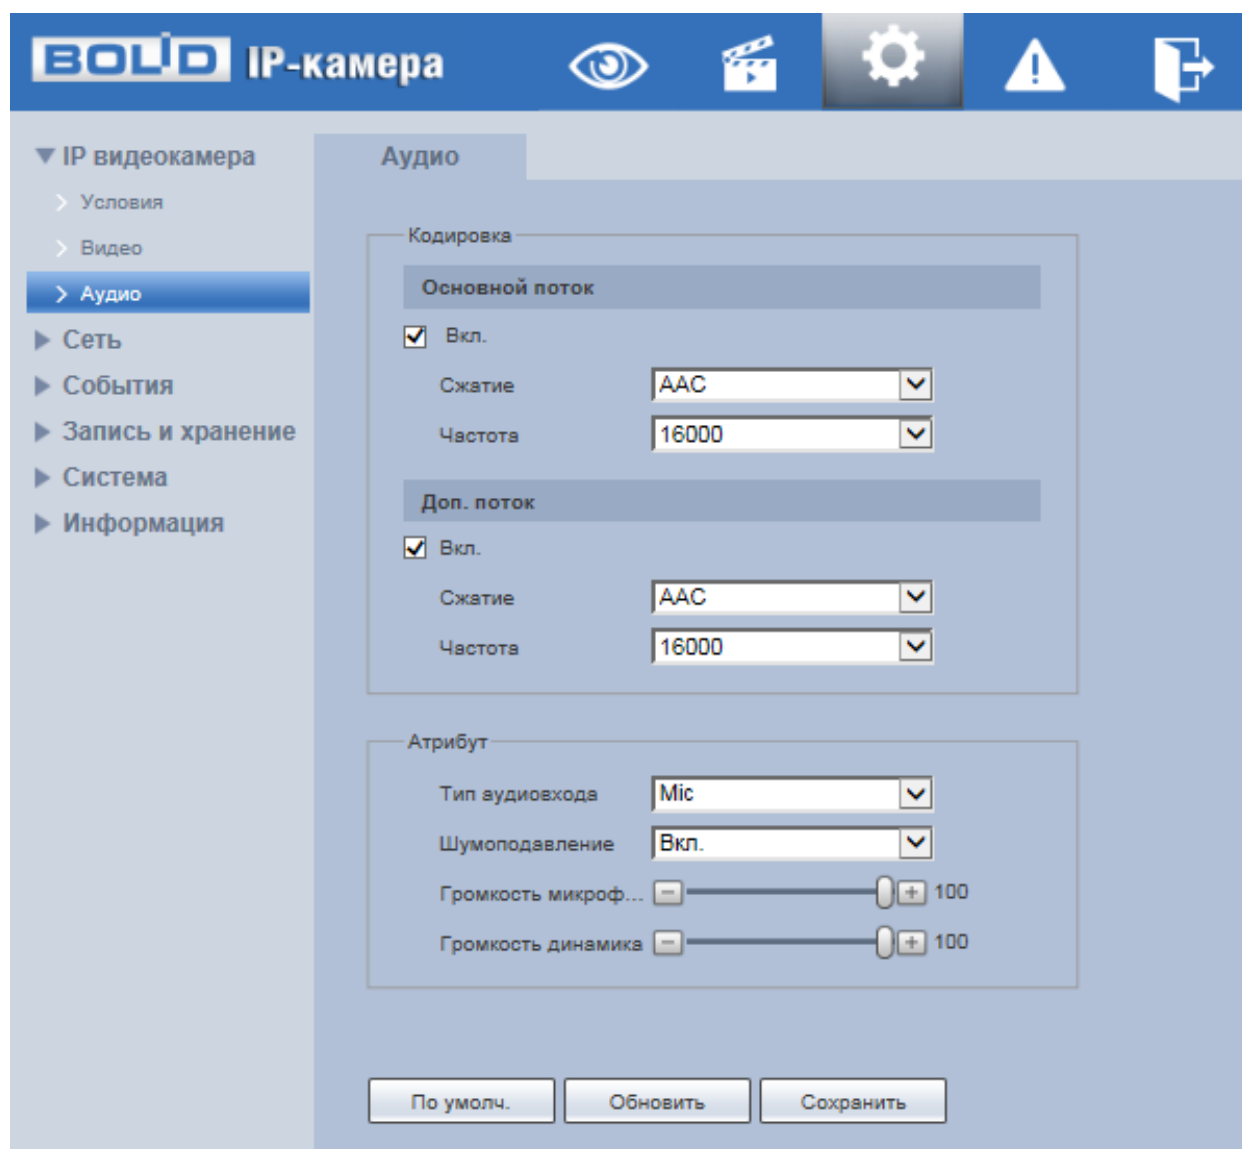 BOLID IP-камера
IP видеокамера
Условия
Видео
Аудио
Сеть
События
Запись и хранение
Система
Информация
Аудио
Кодировка
Основной поток
Вкл.
Сжатие AAC
Частота 16000
Доп. поток
Вкл.
Сжатие AAC
Частота 16000
Атрибут
Тип аудиовхода Mic
Шумоподавление Вкл.
Громкость микроф... 100
Громкость динамика 100
По умолч. Обновить Сохранить